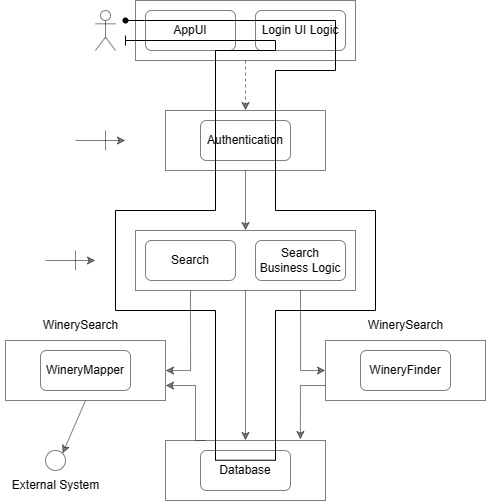 AppUI
Login UI Logic
Authentication
Search
Search
Business Logic
WinerySearch
WinerySearch
WineryMapper
WineryFinder
Database
External System